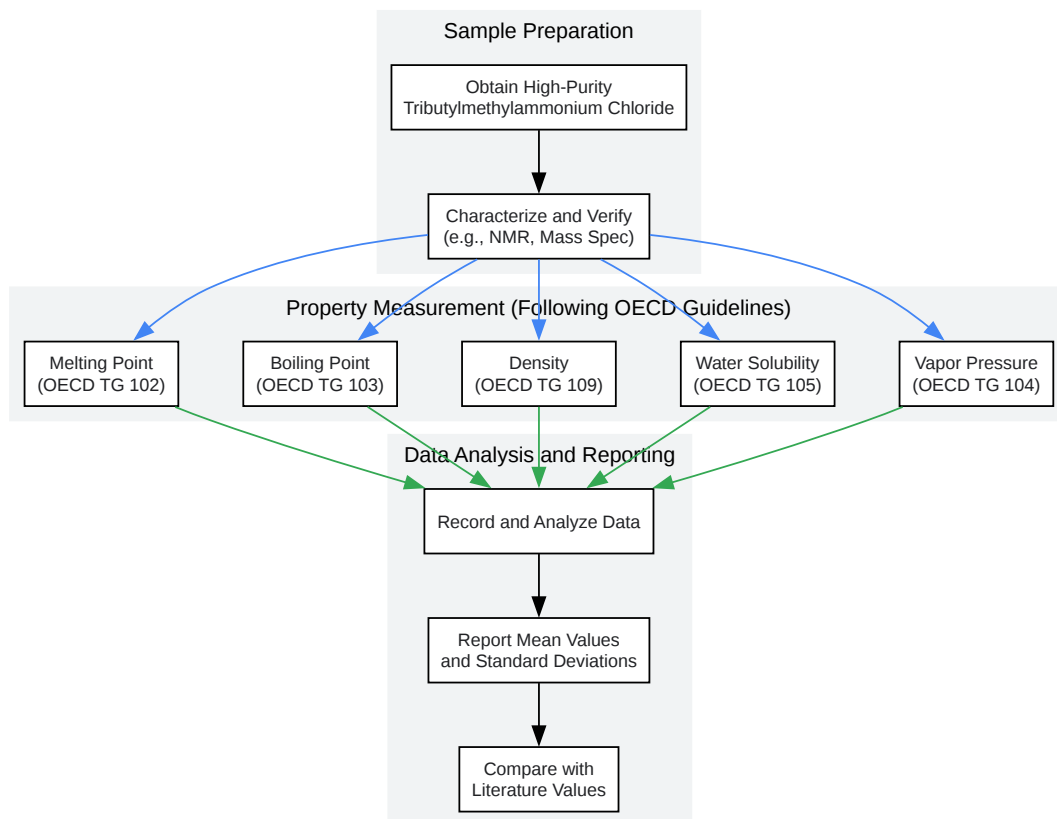 Sample Preparation
Obtain High-Purity
Tributylmethylammonium Chloride
Characterize and Verify
(e.g., NMR, Mass Spec)
Property Measurement (Following OECD Guidelines)
Melting Point
(OECD TG 102)
Boiling Point
(OECD TG 103)
Density
(OECD TG 109)
Water Solubility
(OECD TG 105)
Vapor Pressure
(OECD TG 104)
Data Analysis and Reporting
Record and Analyze Data
Report Mean Values
and Standard Deviations
Compare with
Literature Values